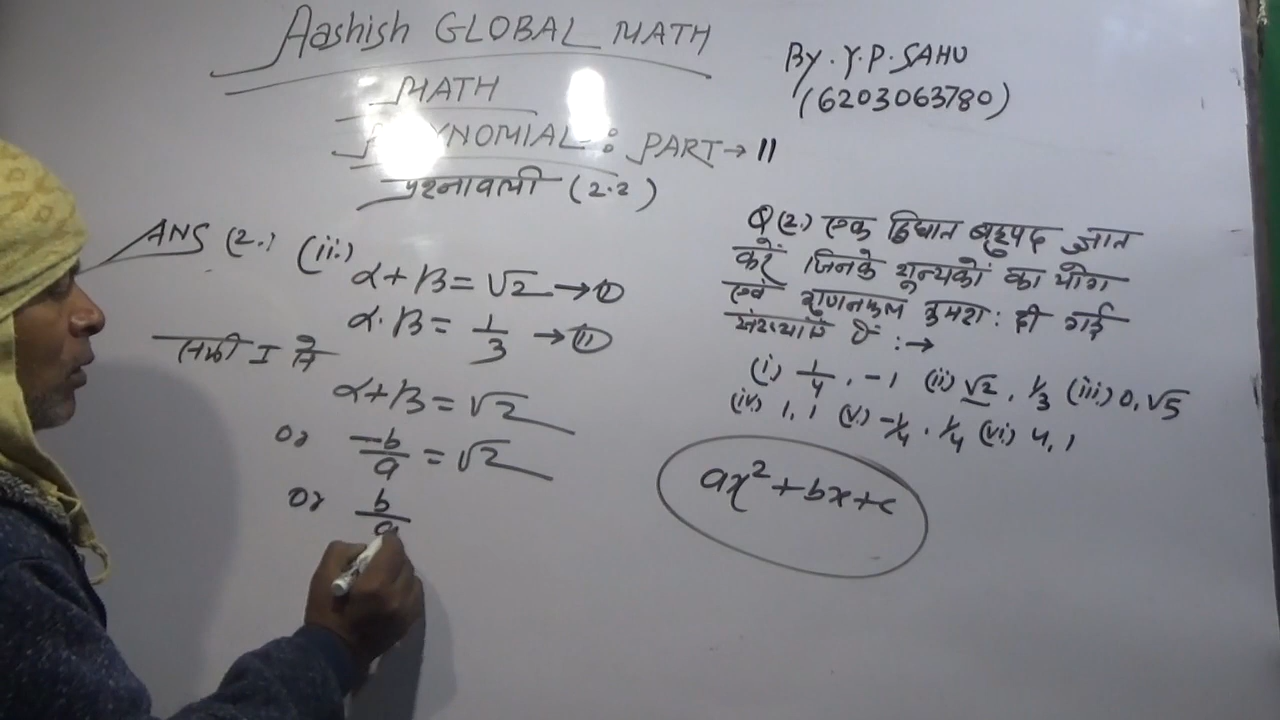 Aashish GLOBAL MATH
By. Y. P. SAHU
(6203063780)
MATH
POLYNOMIAL : PART → 11
प्रश्नावली (2.2)
ANS (2.) (ii.)
α + β = √2 → Ⓘ
α . β = 1/3 → Ⓘⓘ
समी I से
α + β = √2
Or -b/a = √2
Or b/a
Q (2.) एक द्विघात बहुपद ज्ञात
करें जिनके शून्यकों का योग
एवं गुणनफल क्रमश: दी गई
संख्यामें हैं : →
(i) 1/4 , -1 (ii) √2 , 1/3 (iii) 0, √5
(iv.) 1, 1 (v.) -1/4 , 1/4 (vi) 4, 1
ax² + bx + c